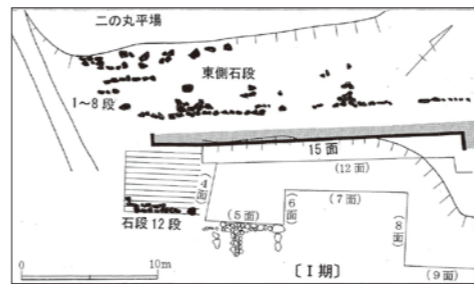 二の丸平場
東側石段
1〜8段
15面
(12面)
(4面)
(5面)
(6面)
(7面)
(8面)
(9面)
石段12段
0
10m
〔I期〕